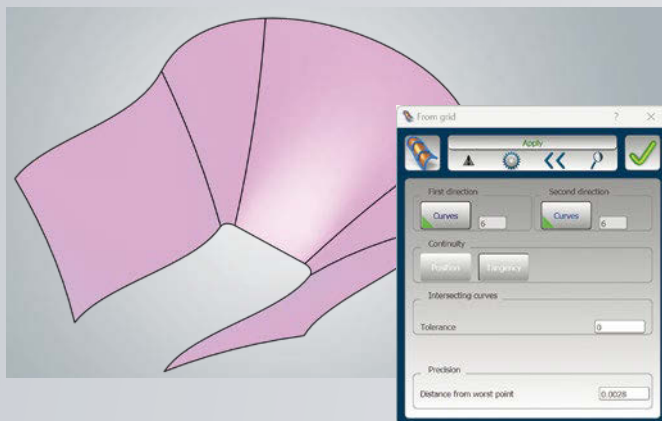 From grid
? ×
Apply
First direction
Second direction
Curves
6
Curves
6
Continuity
Position
Tangency
Intersecting curves
Tolerance
0
Precision
Distance from worst point
0.0028